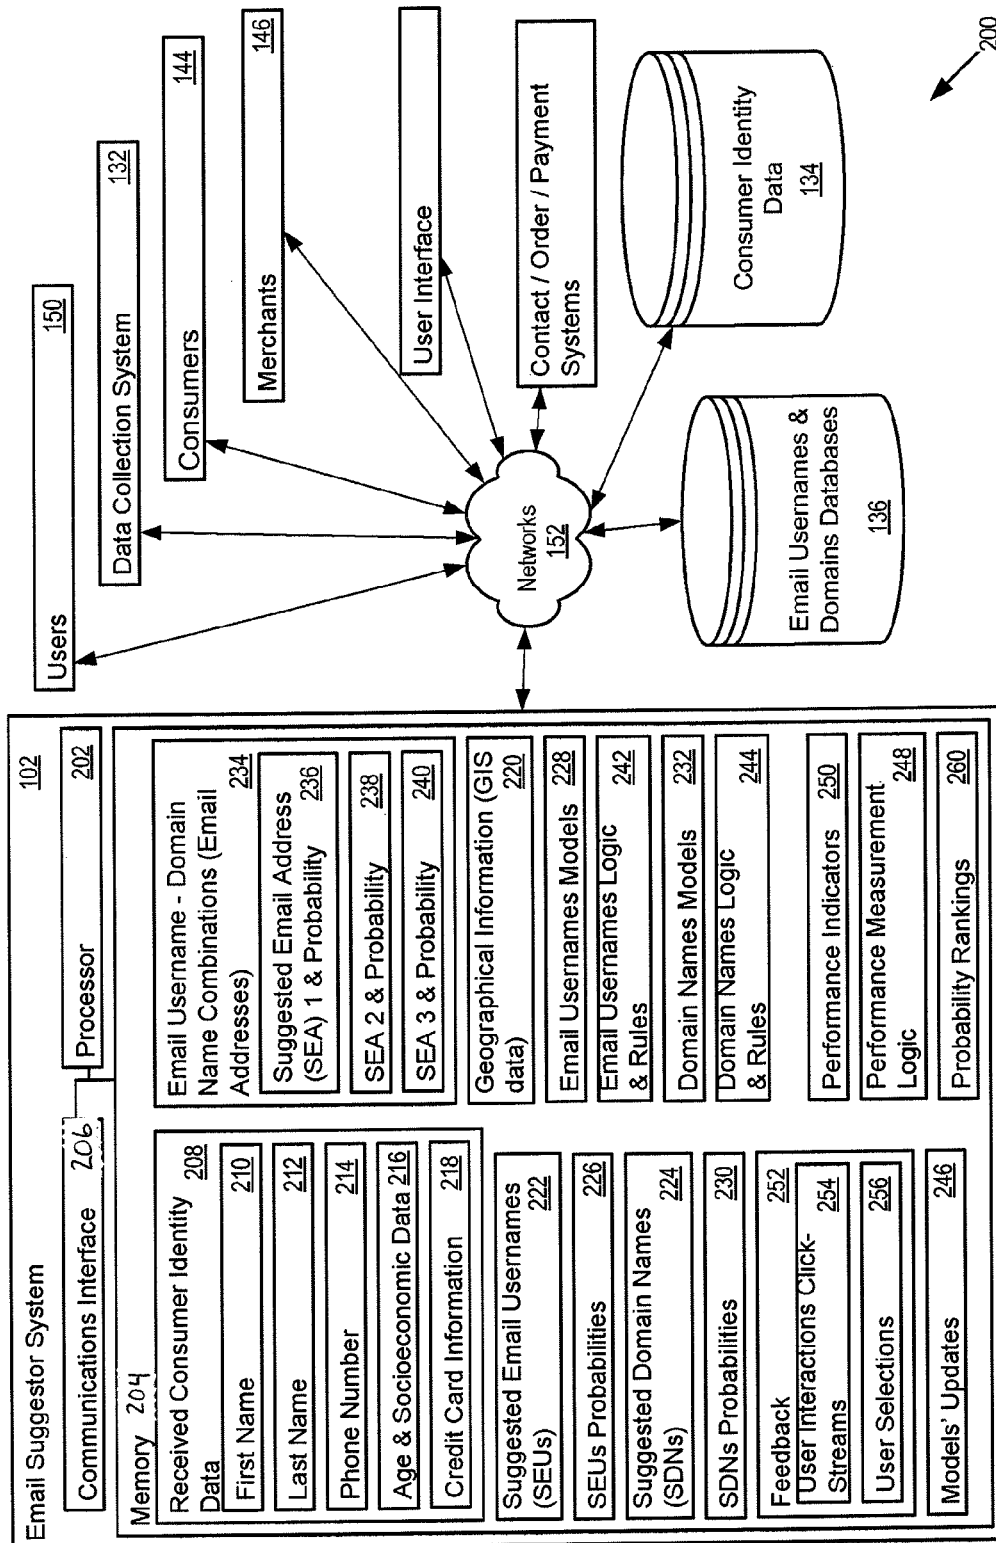 Email Suggestor System 102
Communications Interface 206
Processor 202
Memory 204
Received Consumer Identity
Data 208
First Name 210
Last Name 212
Phone Number 214
Age & Socioeconomic Data 216
Credit Card Information 218
Suggested Email Usernames
(SEUs) 222
SEUs Probabilities 226
Suggested Domain Names
(SDNs) 224
SDNs Probabilities 230
Feedback 252
User Interactions Click-
Streams 254
User Selections 256
Models' Updates 246
Email Username - Domain
Name Combinations (Email
Addresses) 234
Suggested Email Address
(SEA) 1 & Probability 236
SEA 2 & Probability 238
SEA 3 & Probability 240
Geographical Information (GIS
data) 220
Email Usernames Models 228
Email Usernames Logic
& Rules 242
Domain Names Models 232
Domain Names Logic
& Rules 244
Performance Indicators 250
Performance Measurement
Logic 248
Probability Rankings 260
Users 150
Data Collection System 132
Consumers 144
Merchants 146
User Interface
Contact / Order / Payment
Systems
Networks
152
Email Usernames &
Domains Databases
136
Consumer Identity
Data
134
200